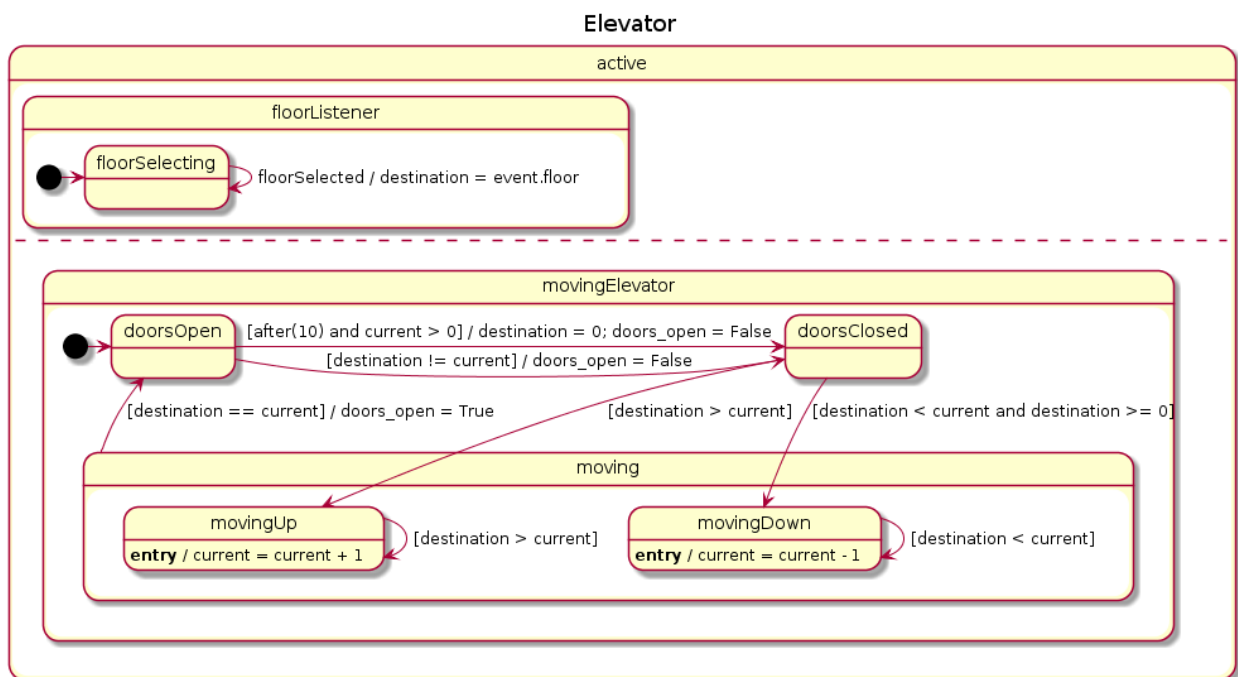 Elevator
active
floorListener
floorSelecting
floorSelected / destination = event.floor
movingElevator
doorsOpen
[after(10) and current > 0] / destination = 0; doors_open = False
doorsClosed
[destination != current] / doors_open = False
[destination == current] / doors_open = True
[destination > current]
[destination < current and destination >= 0]
moving
movingUp
entry / current = current + 1
[destination > current]
movingDown
entry / current = current - 1
[destination < current]